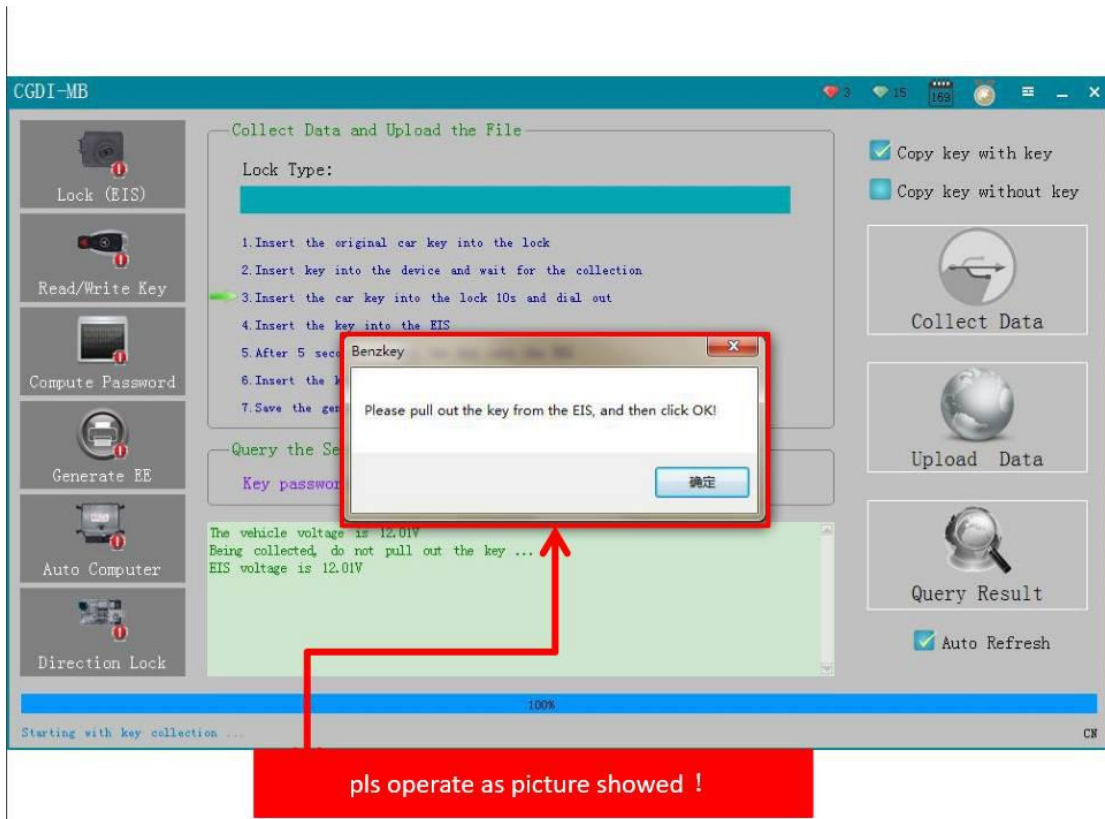 CGDI-MB
3
15
169
Lock (EIS)
Read/Write Key
Compute Password
Generate EE
Auto Computer
Direction Lock
Collect Data and Upload the File
Lock Type:
1.Insert the original car key into the lock
2.Insert key into the device and wait for the collection
3.Insert the car key into the lock 10s and dial out
4.Insert the key into the EIS
5.After 5 seco
6.Insert the k
7.Save the gen
Benzkey
Please pull out the key from the EIS, and then click OK!
确定
Query the Se
Key passwor
The vehicle voltage is 12.01V
Being collected, do not pull out the key ...
EIS voltage is 12.01V
Copy key with key
Copy key without key
Collect Data
Upload Data
Query Result
Auto Refresh
100%
Starting with key collection ...
CN
pls operate as picture showed !